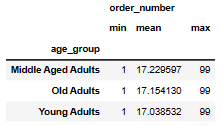 order_number
min mean max
age_group
Middle Aged Adults 1 17.229597 99
Old Adults 1 17.154130 99
Young Adults 1 17.038532 99